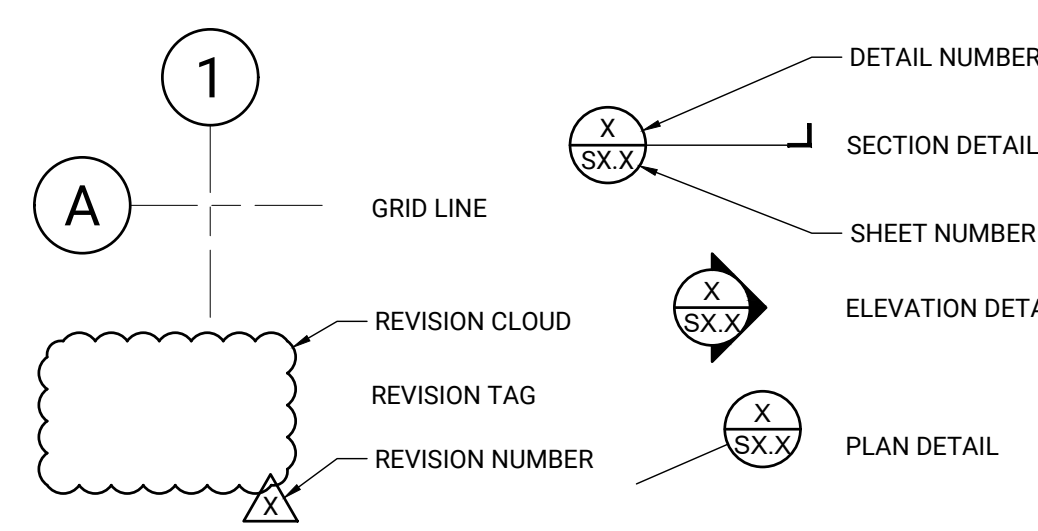 1
A
GRID LINE
REVISION CLOUD
REVISION TAG
REVISION NUMBER
X
DETAIL NUMBER
X
SX.X
SECTION DETAIL
SHEET NUMBER
X
SX.X
ELEVATION
X
SX.X
PLAN DETAIL